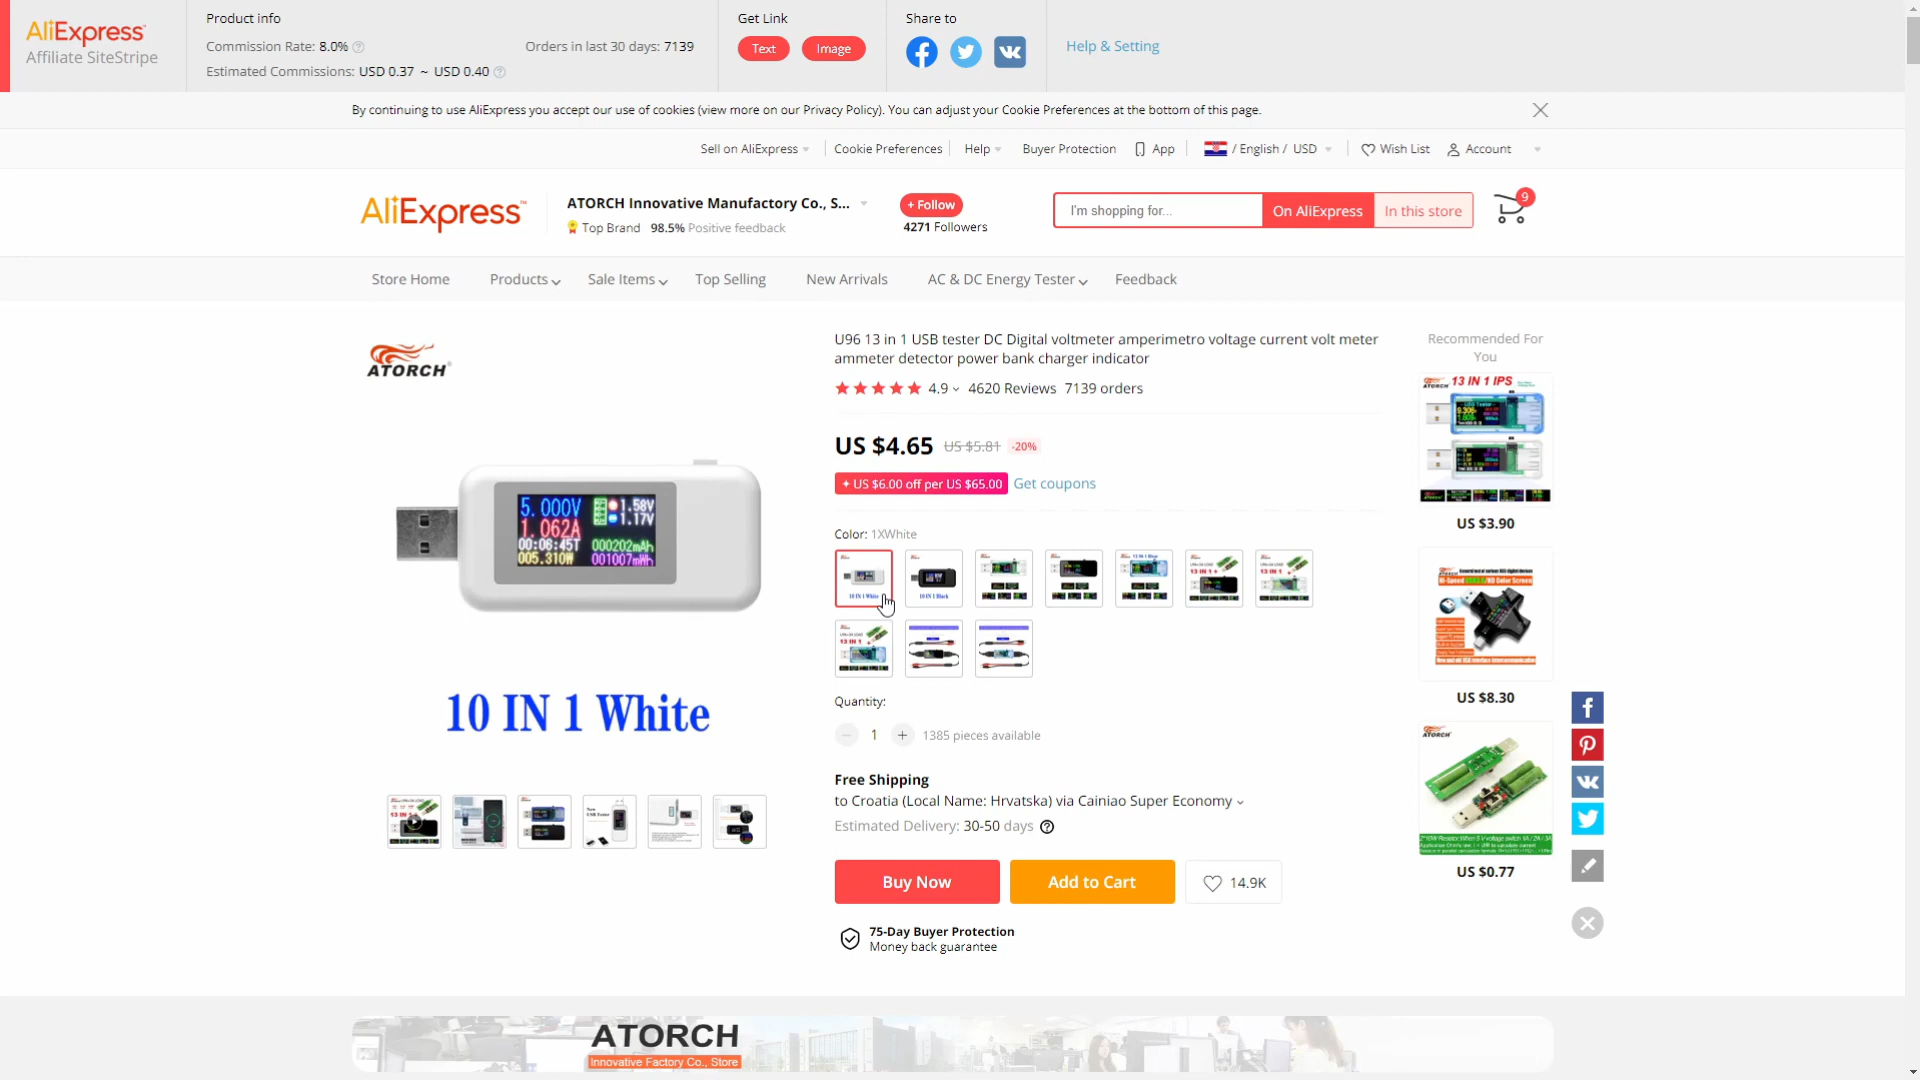 AliExpress
Affiliate SiteStripe
Product info
Commission Rate: 8.0%
Orders in last 30 days: 7139
Estimated Commissions: USD 0.37 ~ USD 0.40
Get Link
Text
Image
Share to
Help & Setting
By continuing to use AliExpress you accept our use of cookies (view more on our Privacy Policy). You can adjust your Cookie Preferences at the bottom of this page.
Sell on AliExpress
Cookie Preferences
Help
Buyer Protection
App
/ English / USD
Wish List
Account
AliExpress™
ATORCH Innovative Manufactory Co., S...
Top Brand 98.5% Positive feedback
+ Follow
4271 Followers
I'm shopping for...
On AliExpress
In this store
9
Store Home
Products
Sale Items
Top Selling
New Arrivals
AC & DC Energy Tester
Feedback
ATORCH
5.000V
1.58V
1.17V
1.062A
00:06:45T
000202mAh
005.310W
001007mWh
10 IN 1 White
U96 13 in 1 USB tester DC Digital voltmeter amperimetro voltage current volt meter
ammeter detector power bank charger indicator
4.9
4620 Reviews
7139 orders
US $4.65
US $5.81
-20%
US $6.00 off per US $65.00
Get coupons
Color: 1XWhite
10 IN 1 White
10 IN 1 Black
Quantity:
1
1385 pieces available
Free Shipping
to Croatia (Local Name: Hrvatska) via Cainiao Super Economy
Estimated Delivery: 30-50 days
Buy Now
Add to Cart
14.9K
75-Day Buyer Protection
Money back guarantee
Recommended For
You
13 IN 1 IPS
US $3.90
US $8.30
ATORCH
US $0.77
ATORCH
Innovative Factory Co., Store